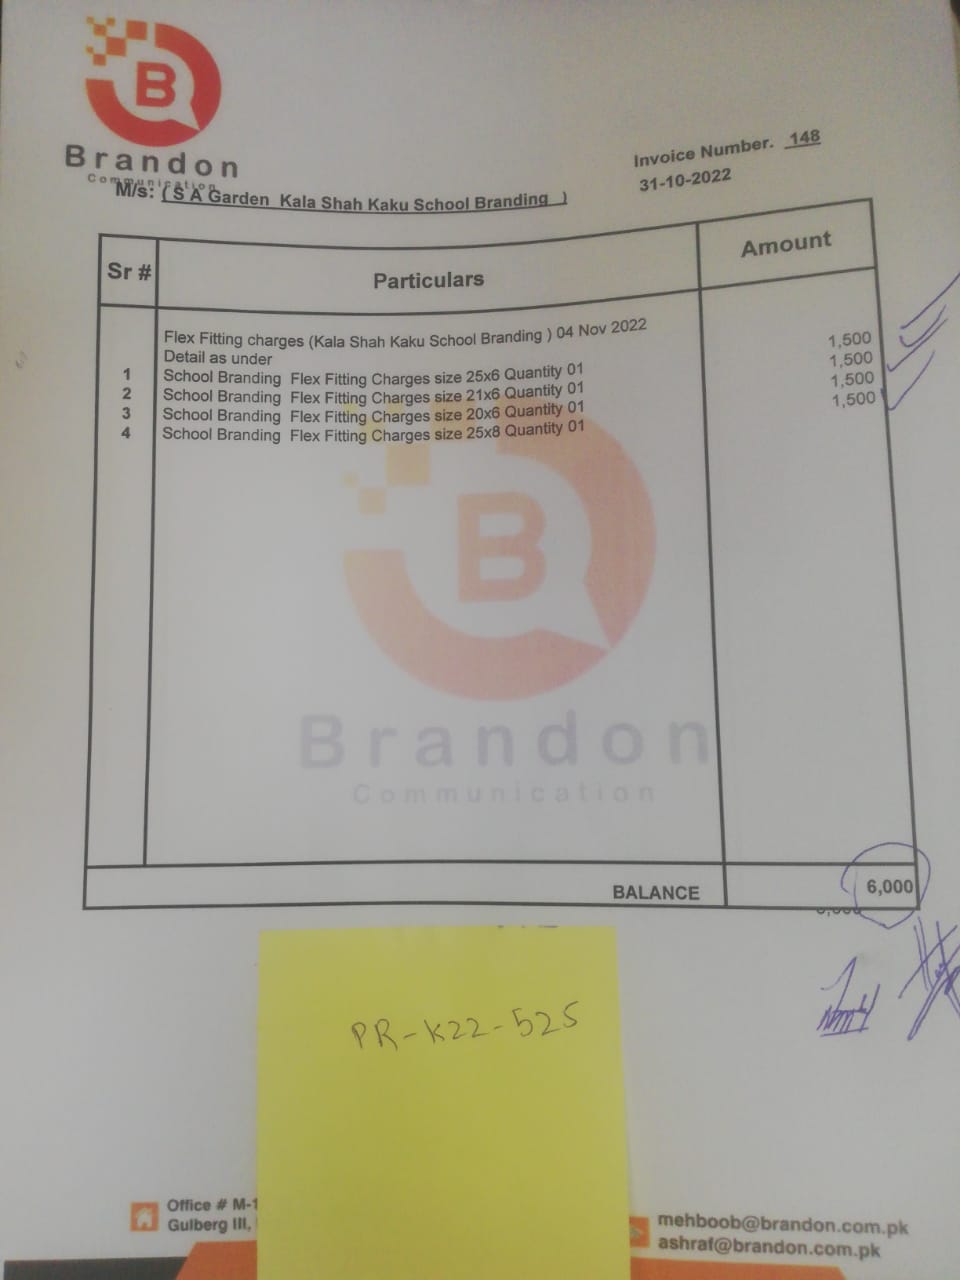 B
Brandon
Communication
Invoice Number. 148
31-10-2022
M/s: ( S A Garden Kala Shah Kaku School Branding )
Sr # Particulars Amount
Flex Fitting charges (Kala Shah Kaku School Branding ) 04 Nov 2022
Detail as under
1 School Branding Flex Fitting Charges size 25x6 Quantity 01 1,500
2 School Branding Flex Fitting Charges size 21x6 Quantity 01 1,500
3 School Branding Flex Fitting Charges size 20x6 Quantity 01 1,500
4 School Branding Flex Fitting Charges size 25x8 Quantity 01 1,500
B
Brandon
Communication
BALANCE 6,000
PR-K22-525
Office # M-1
Gulberg III,
mehboob@brandon.com.pk
ashraf@brandon.com.pk